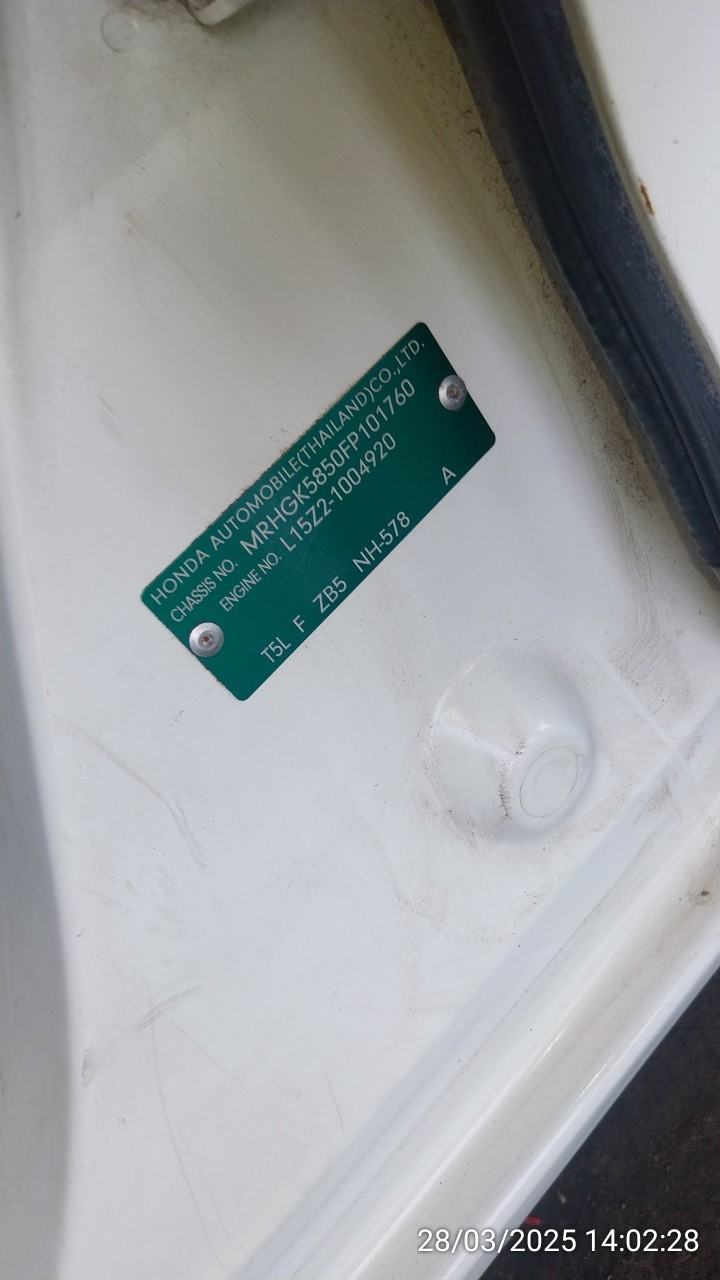 HONDA AUTOMOBILE(THAILAND)CO.,LTD.
CHASSIS NO. MRHGK5850FP101760
ENGINE NO. L15Z2-1004920
T5L F ZB5 NH-578 A
28/03/2025 14:02:28